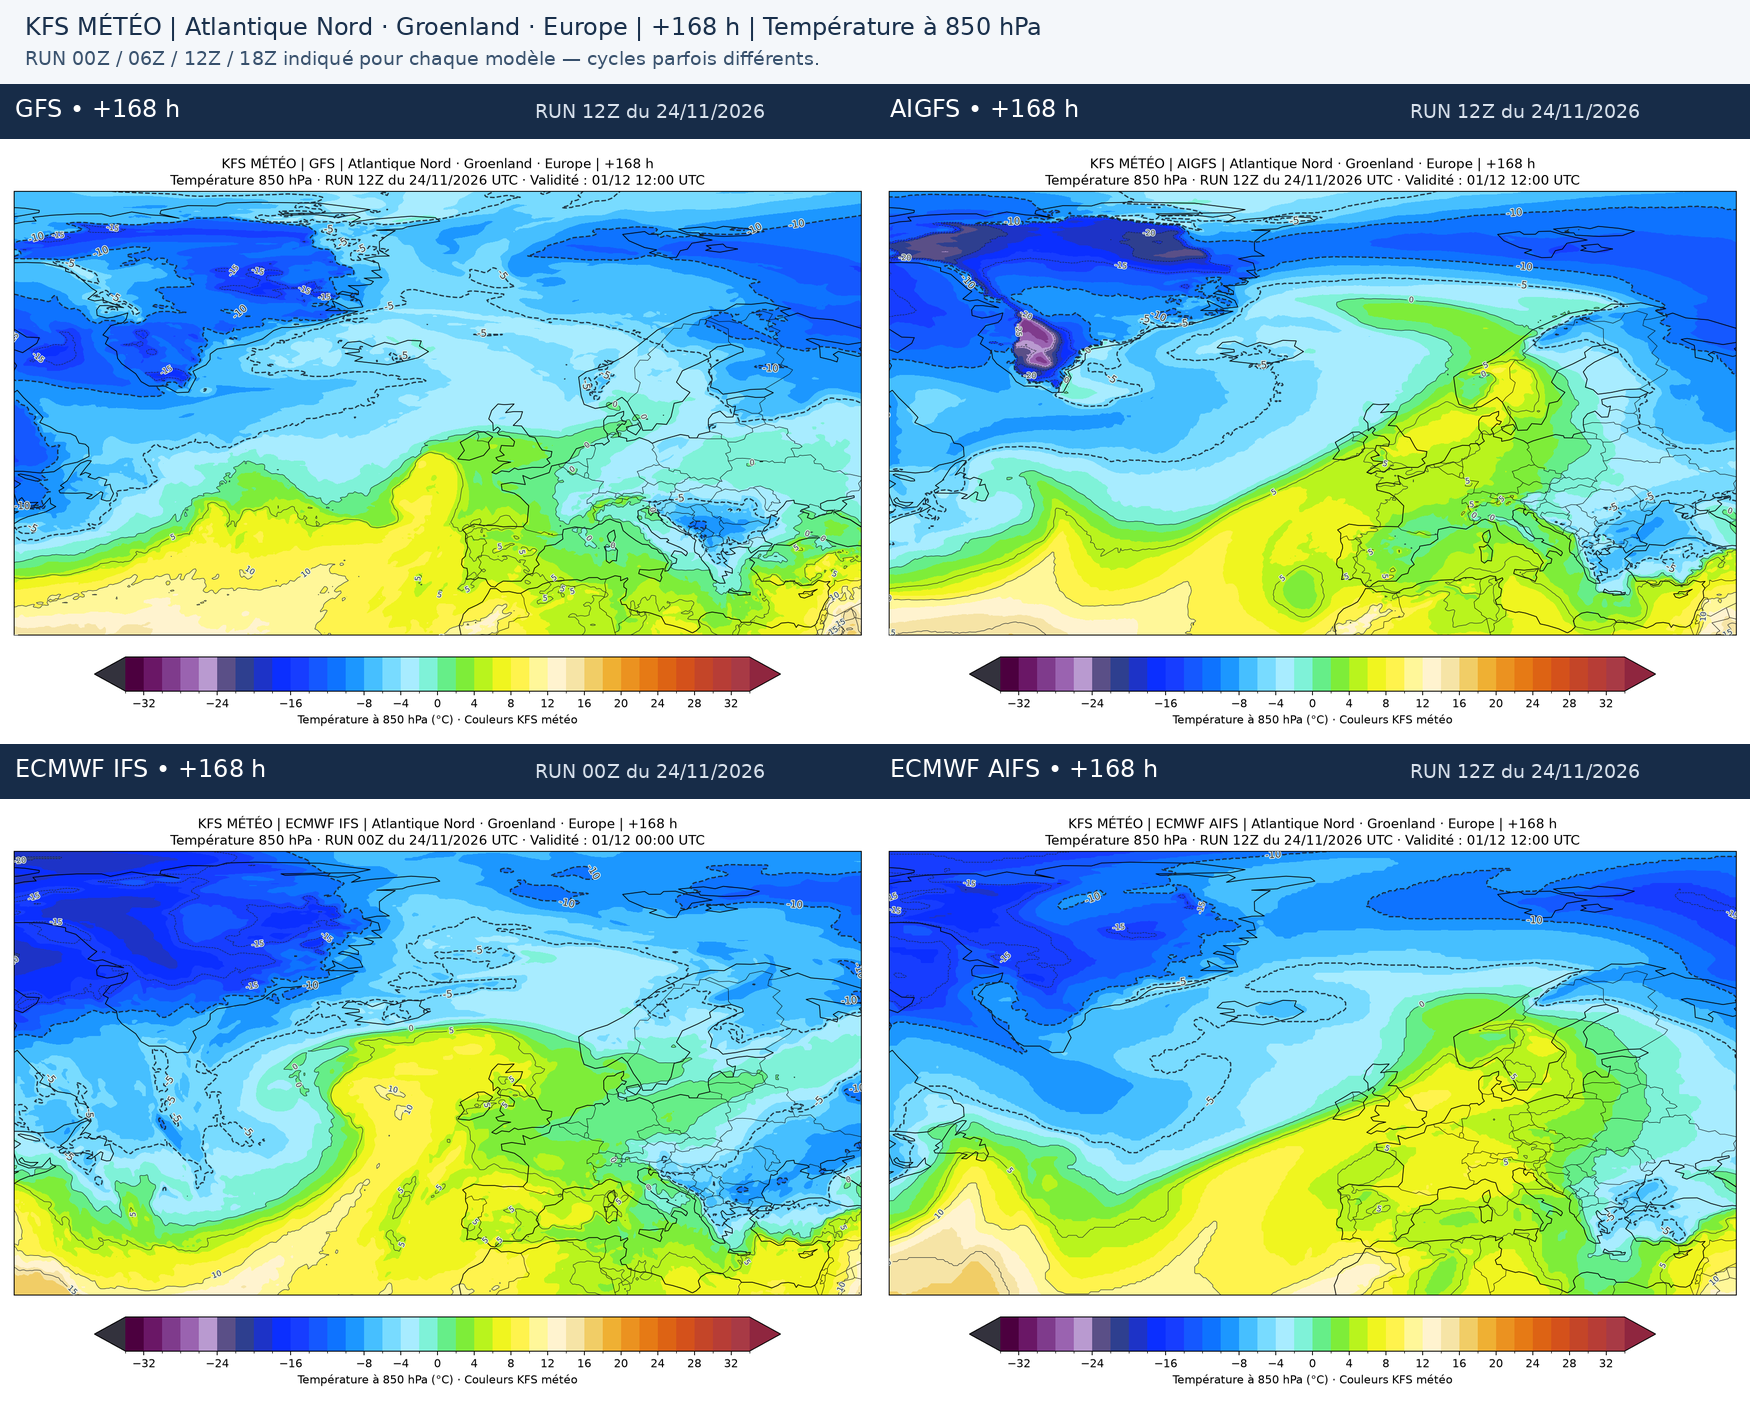 KFS MÉTÉO | Atlantique Nord · Groenland · Europe | +168 h | Température à 850 hPa
RUN 00Z / 06Z / 12Z / 18Z indiqué pour chaque modèle — cycles parfois différents.
GFS • +168 h
RUN 12Z du 24/11/2026
AIGFS • +168 h
RUN 12Z du 24/11/2026
KFS MÉTÉO | GFS | Atlantique Nord · Groenland · Europe | +168 h
Température 850 hPa · RUN 12Z du 24/11/2026 UTC · Validité : 01/12 12:00 UTC
KFS MÉTÉO | AIGFS | Atlantique Nord · Groenland · Europe | +168 h
Température 850 hPa · RUN 12Z du 24/11/2026 UTC · Validité : 01/12 12:00 UTC
−32 −24 −16 −8 −4 0 4 8 12 16 20 24 28 32
Température à 850 hPa (°C) · Couleurs KFS météo
−32 −24 −16 −8 −4 0 4 8 12 16 20 24 28 32
Température à 850 hPa (°C) · Couleurs KFS météo
ECMWF IFS • +168 h
RUN 00Z du 24/11/2026
ECMWF AIFS • +168 h
RUN 12Z du 24/11/2026
KFS MÉTÉO | ECMWF IFS | Atlantique Nord · Groenland · Europe | +168 h
Température 850 hPa · RUN 00Z du 24/11/2026 UTC · Validité : 01/12 00:00 UTC
KFS MÉTÉO | ECMWF AIFS | Atlantique Nord · Groenland · Europe | +168 h
Température 850 hPa · RUN 12Z du 24/11/2026 UTC · Validité : 01/12 12:00 UTC
−32 −24 −16 −8 −4 0 4 8 12 16 20 24 28 32
Température à 850 hPa (°C) · Couleurs KFS météo
−32 −24 −16 −8 −4 0 4 8 12 16 20 24 28 32
Température à 850 hPa (°C) · Couleurs KFS météo